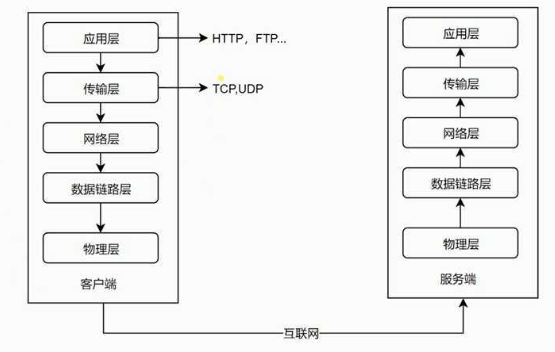 应用层
HTTP，FTP...
传输层
TCP,UDP
网络层
数据链路层
物理层
客户端
应用层
传输层
网络层
数据链路层
物理层
服务端
互联网